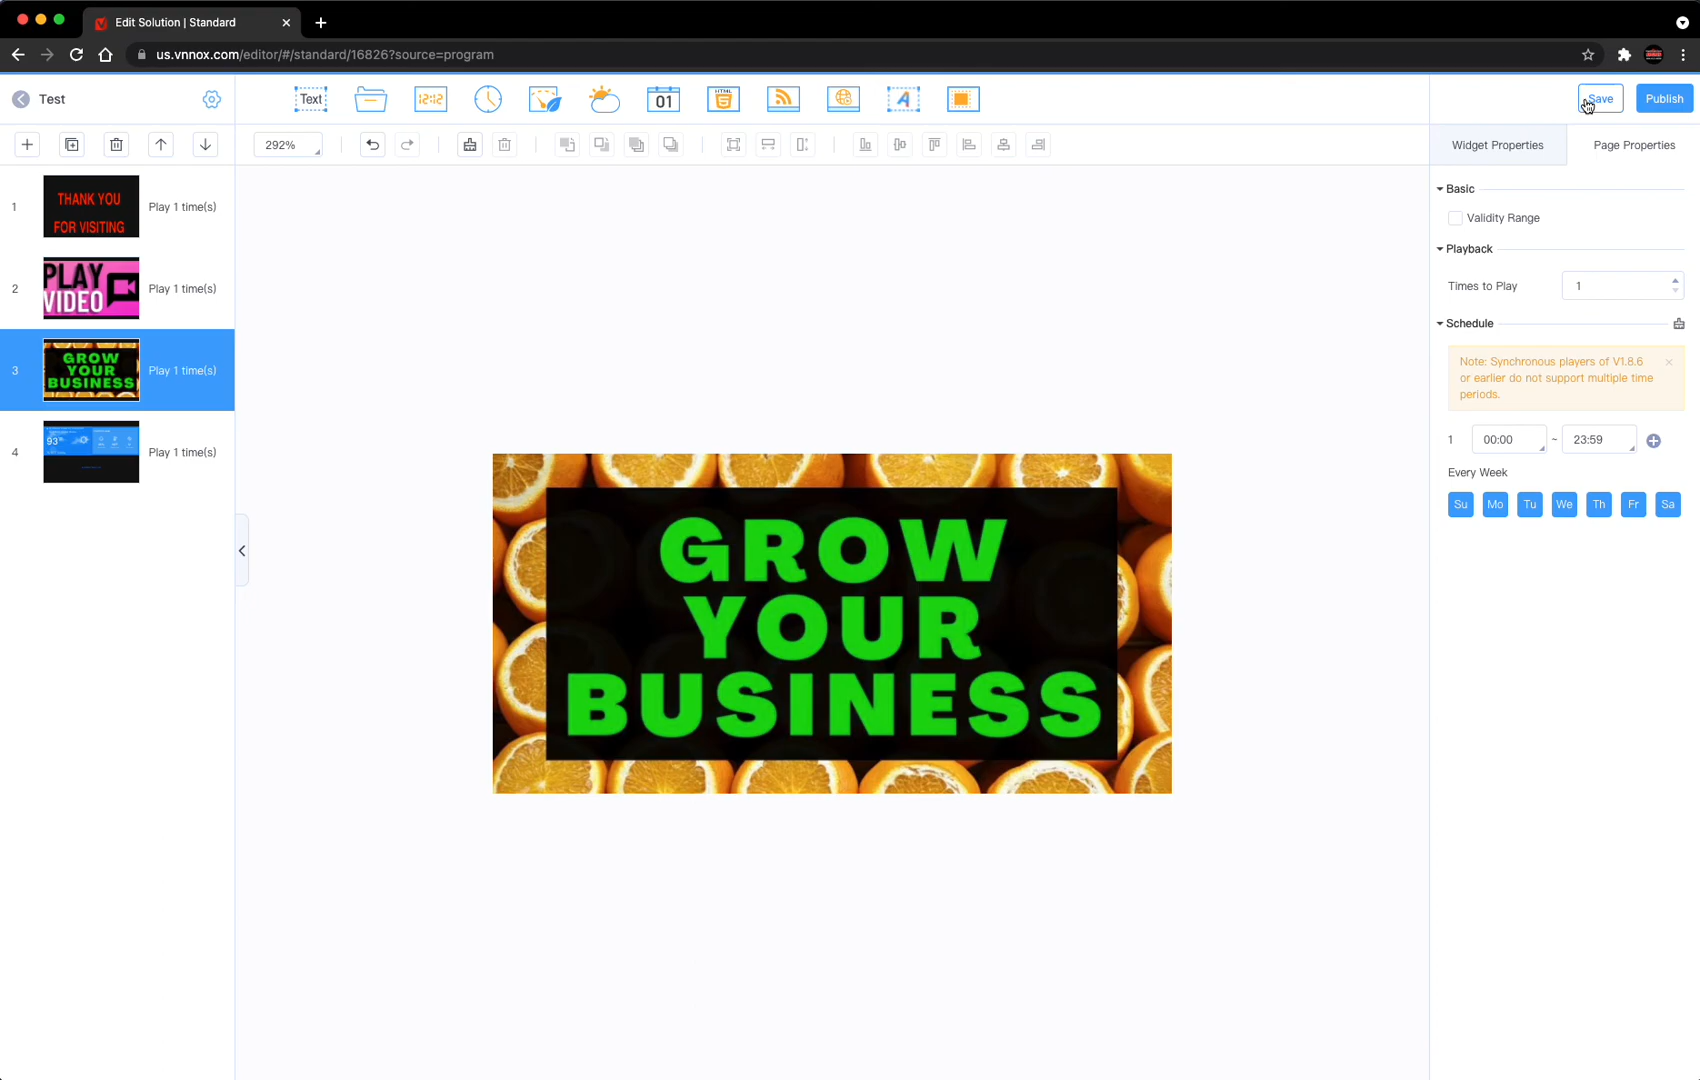 Edit Solution | Standard
us.vnnox.com/editor/#/standard/16826?source=program
Test
Text
12:12
01
HTML
A
Save
Publish
292%
Widget Properties
Page Properties
1
THANK YOU
FOR VISITING
Play 1 time(s)
2
PLAY
VIDEO
Play 1 time(s)
3
GROW
YOUR
BUSINESS
Play 1 time(s)
4
93°
Play 1 time(s)
GROW
YOUR
BUSINESS
Basic
Validity Range
Playback
Times to Play
1
Schedule
Note: Synchronous players of V1.8.6
or earlier do not support multiple time
periods.
1
00:00
~
23:59
Every Week
Su
Mo
Tu
We
Th
Fr
Sa